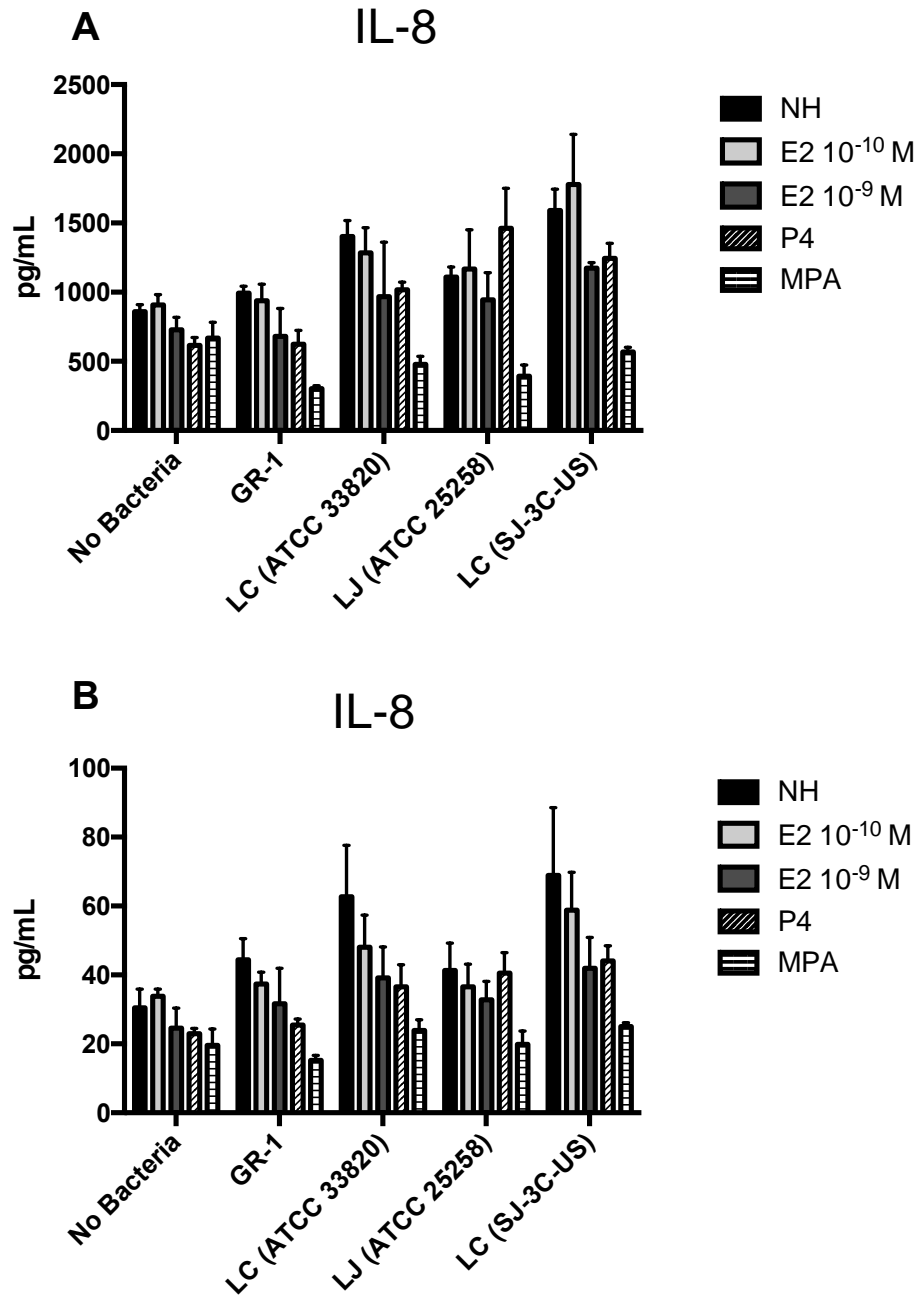 A
IL-8
2500
2000
1500
1000
500
0
pg/mL
No Bacteria
GR-1
LC (ATCC 33820)
LJ (ATCC 25258)
LC (SJ-3C-US)
NH
E2 10⁻¹⁰ M
E2 10⁻⁹ M
P4
MPA
B
IL-8
100
80
60
40
20
0
pg/mL
No Bacteria
GR-1
LC (ATCC 33820)
LJ (ATCC 25258)
LC (SJ-3C-US)
NH
E2 10⁻¹⁰ M
E2 10⁻⁹ M
P4
MPA